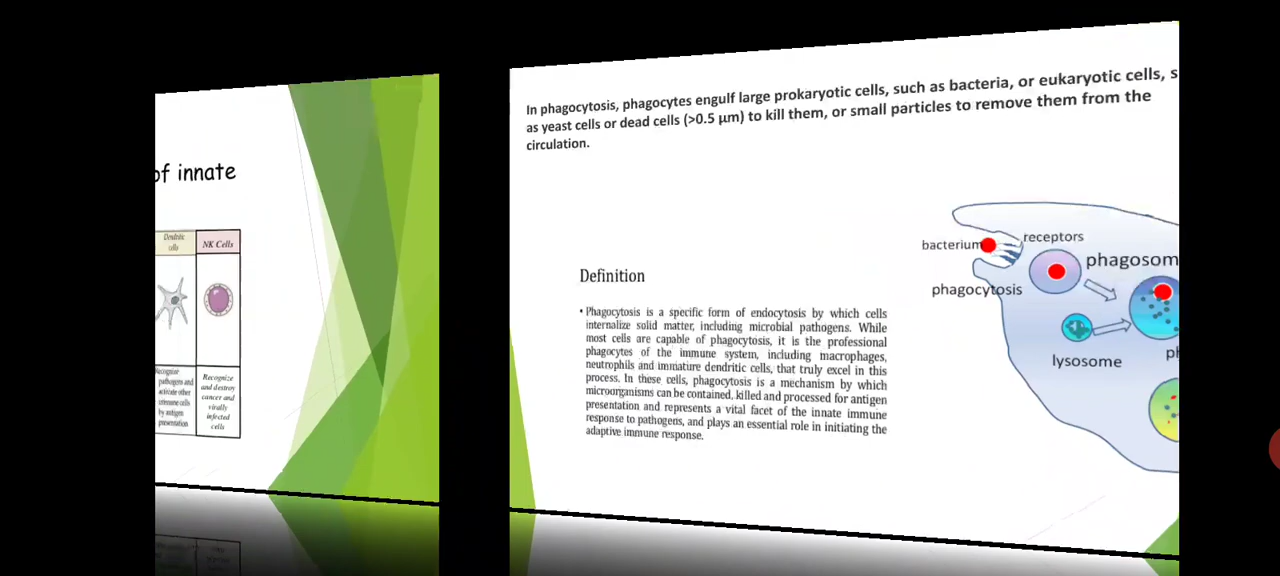 of innate
Dendritic
cells
NK Cells
Recognize
pathogens and
activate other
immune cells
by antigen
presentation
Recognize
and destroy
cancer and
virally
infected
cells
In phagocytosis, phagocytes engulf large prokaryotic cells, such as bacteria, or eukaryotic cells, s
as yeast cells or dead cells (>0.5 µm) to kill them, or small particles to remove them from the
circulation.
Definition
• Phagocytosis is a specific form of endocytosis by which cells
internalize solid matter, including microbial pathogens. While
most cells are capable of phagocytosis, it is the professional
phagocytes of the immune system, including macrophages,
neutrophils and immature dendritic cells, that truly excel in this
process. In these cells, phagocytosis is a mechanism by which
microorganisms can be contained, killed and processed for antigen
presentation and represents a vital facet of the innate immune
response to pathogens, and plays an essential role in initiating the
adaptive immune response.
bacterium
receptors
phagosom
phagocytosis
lysosome
ph